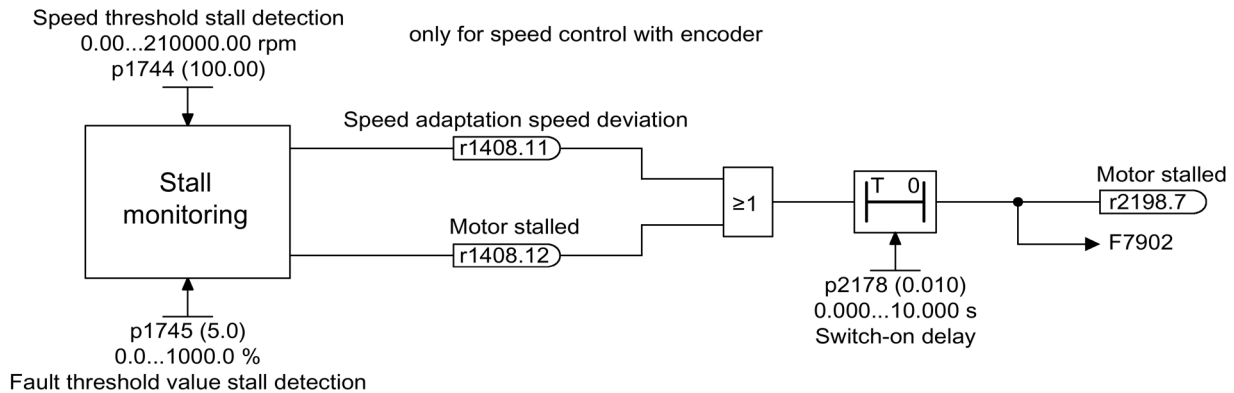 Speed threshold stall detection
0.00...210000.00 rpm
p1744 (100.00)
only for speed control with encoder
Stall
monitoring
Speed adaptation speed deviation
r1408.11
Motor stalled
r1408.12
≥1
T 0
Motor stalled
r2198.7
F7902
p2178 (0.010)
0.000...10.000 s
Switch-on delay
p1745 (5.0)
0.0...1000.0 %
Fault threshold value stall detection